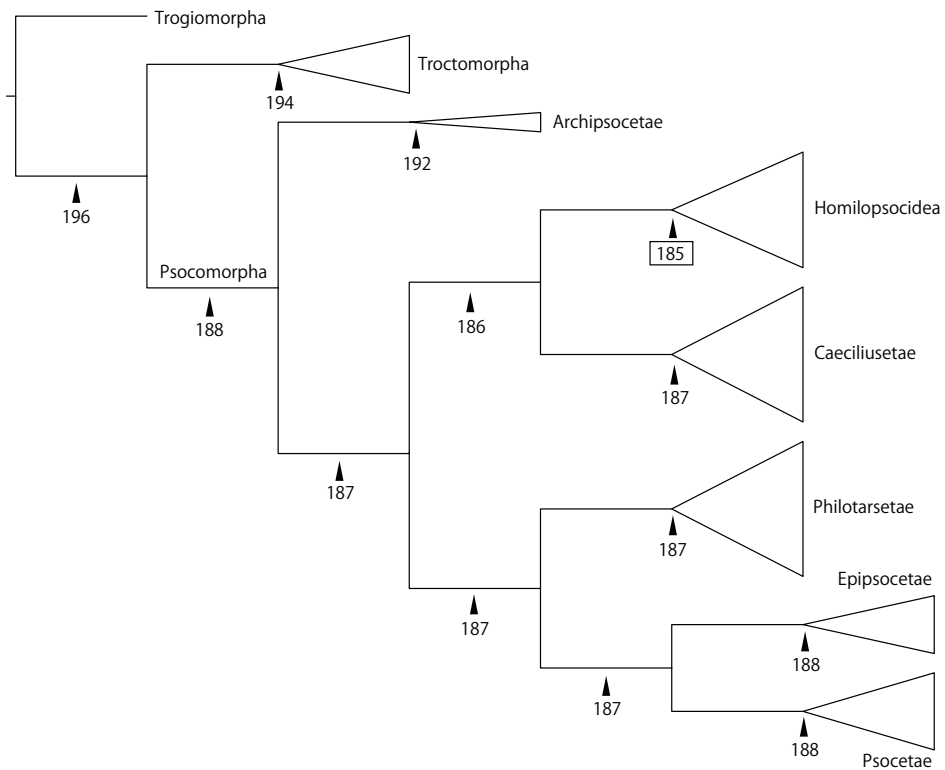 Trogiomorpha
Troctomorpha
194
Archipsocetae
192
196
Homilopsocidea
185
Psocomorpha
188
186
Caeciliusetae
187
187
Philotarsetae
187
187
Epipsocetae
188
187
188
Psocetae